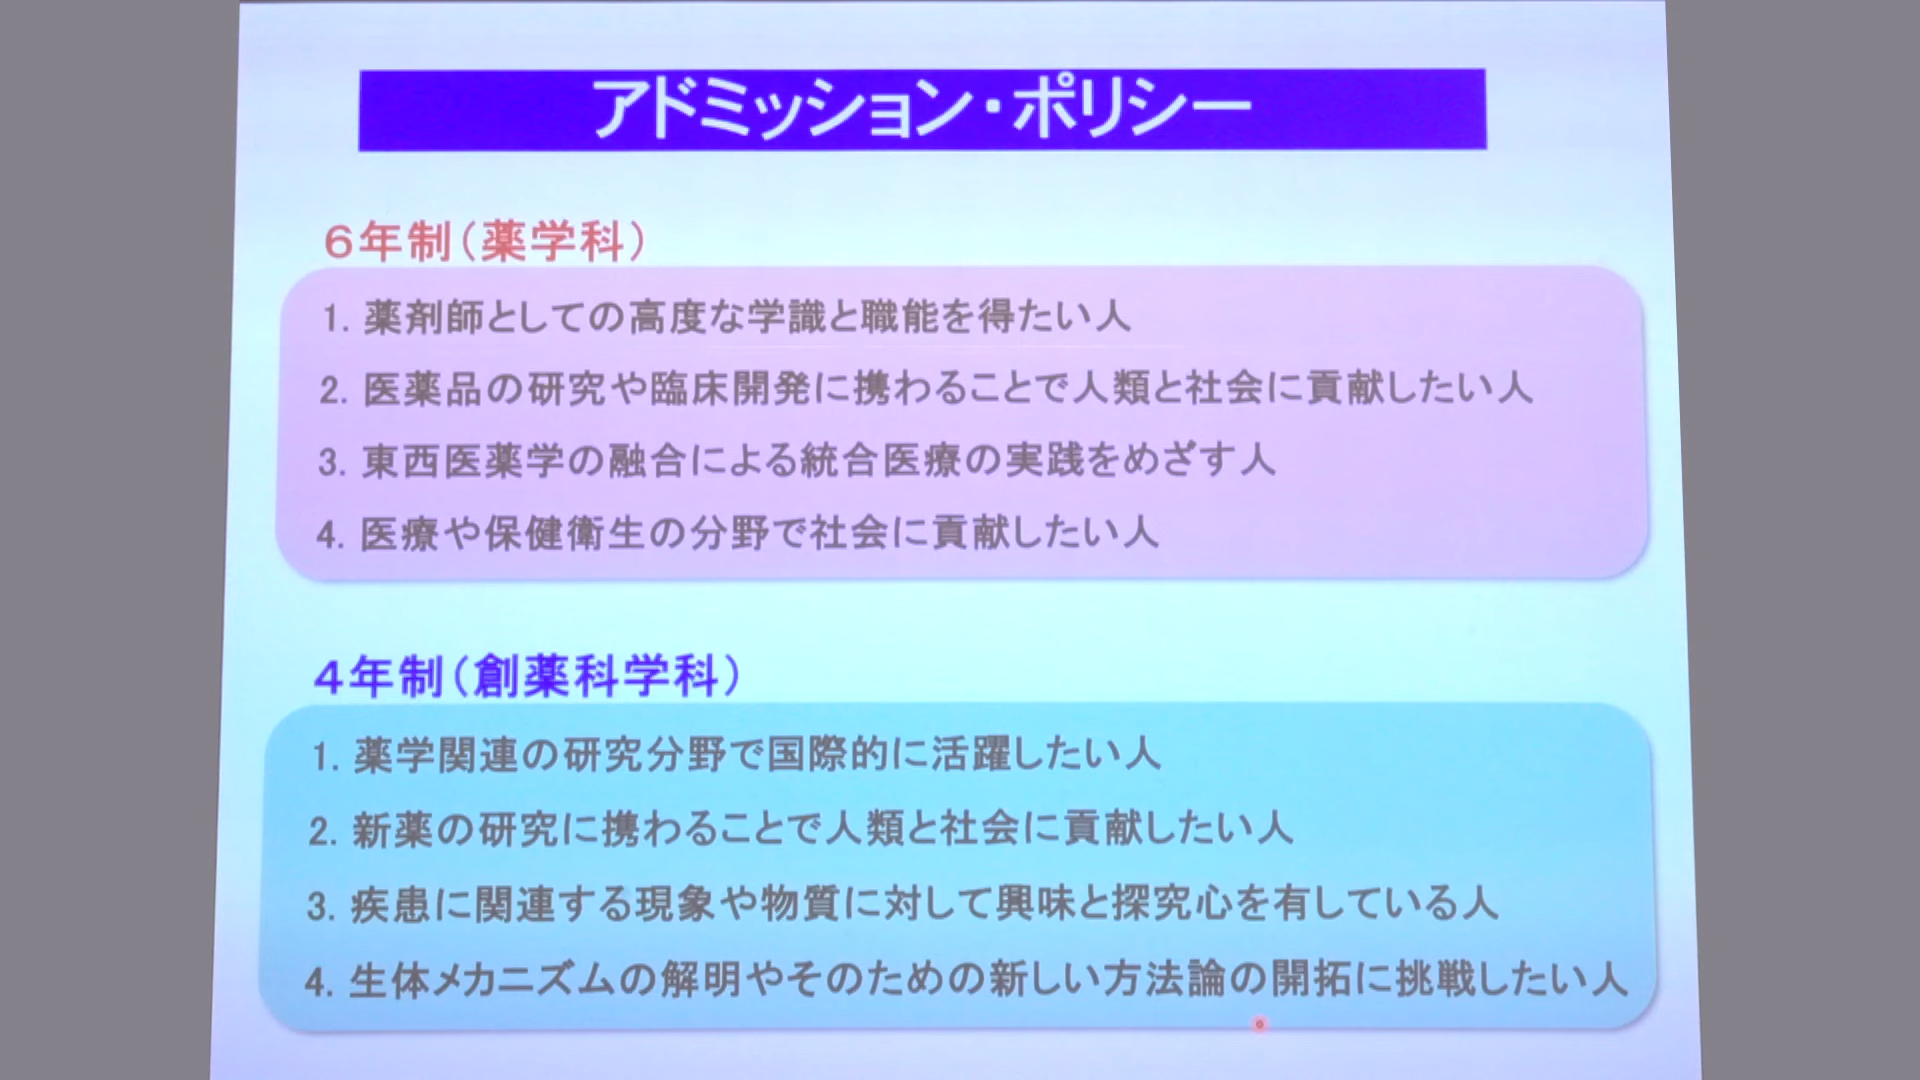 アドミッション・ポリシー
６年制（薬学科）
1. 薬剤師としての高度な学識と職能を得たい人
2. 医薬品の研究や臨床開発に携わることで人類と社会に貢献したい人
3. 東西医薬学の融合による統合医療の実践をめざす人
4. 医療や保健衛生の分野で社会に貢献したい人
４年制（創薬科学科）
1. 薬学関連の研究分野で国際的に活躍したい人
2. 新薬の研究に携わることで人類と社会に貢献したい人
3. 疾患に関連する現象や物質に対して興味と探究心を有している人
4. 生体メカニズムの解明やそのための新しい方法論の開拓に挑戦したい人